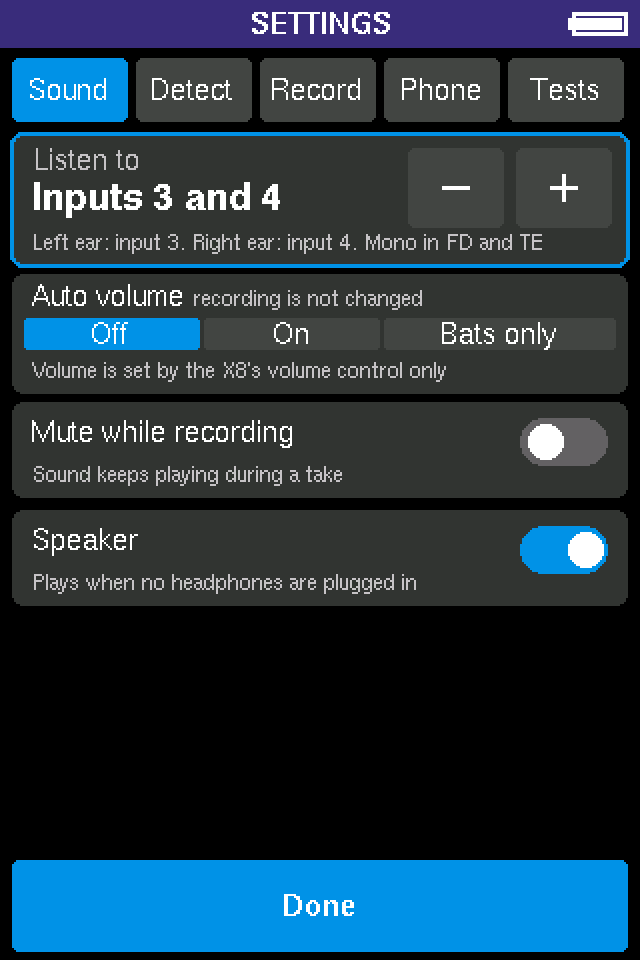 SETTINGS
Sound Detect Record Phone Tests
Listen to
Inputs 3 and 4
− +
Left ear: input 3. Right ear: input 4. Mono in FD and TE
Auto volume recording is not changed
Off On Bats only
Volume is set by the X8's volume control only
Mute while recording
Sound keeps playing during a take
Speaker
Plays when no headphones are plugged in
Done